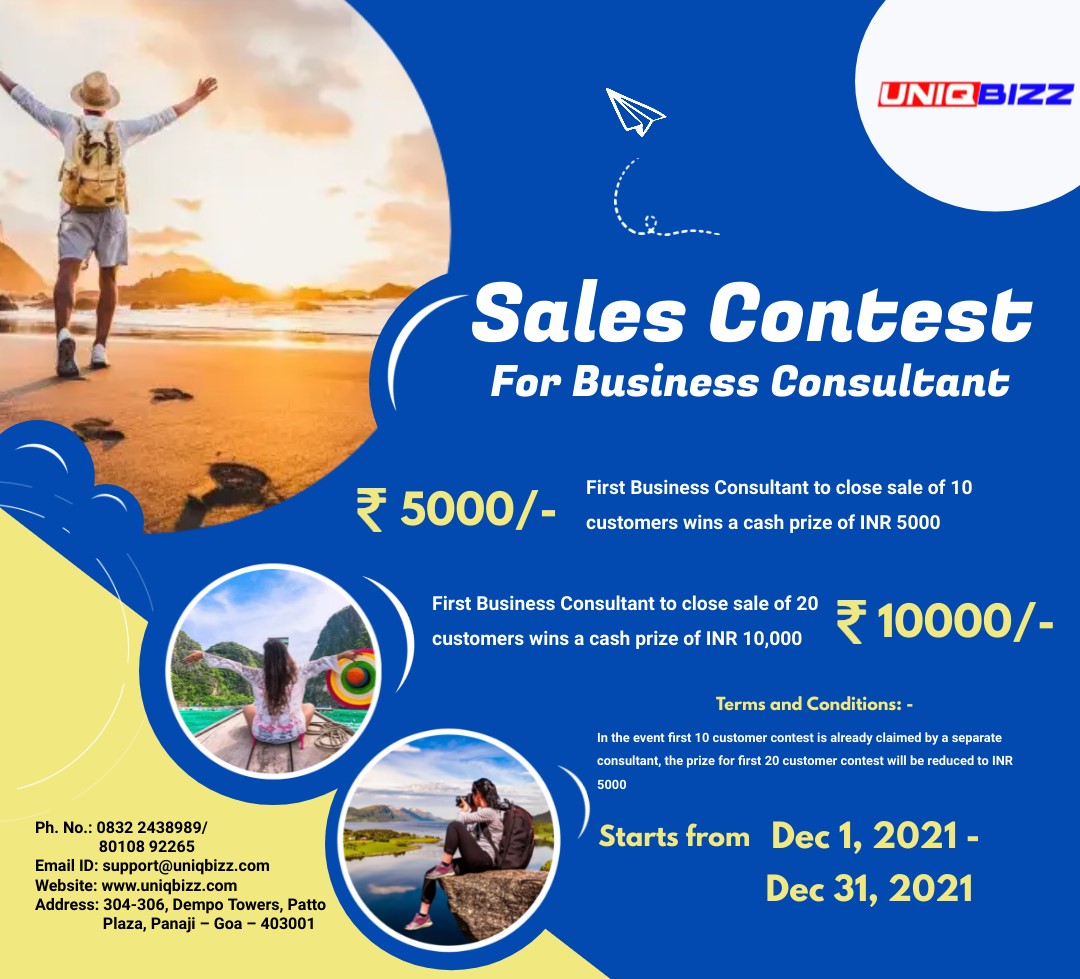 UNIQBIZZ
Sales Contest
For Business Consultant
₹ 5000/-
First Business Consultant to close sale of 10
customers wins a cash prize of INR 5000
First Business Consultant to close sale of 20
customers wins a cash prize of INR 10,000
₹ 10000/-
Terms and Conditions: -
In the event first 10 customer contest is already claimed by a separate
consultant, the prize for first 20 customer contest will be reduced to INR
5000
Starts from Dec 1, 2021 -
Dec 31, 2021
Ph. No.: 0832 2438989/
80108 92265
Email ID: support@uniqbizz.com
Website: www.uniqbizz.com
Address: 304-306, Dempo Towers, Patto
Plaza, Panaji – Goa – 403001